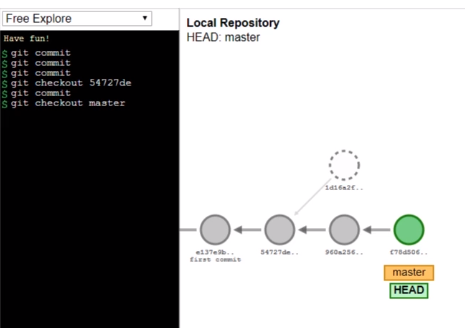 Free Explore
Have fun!
$ git commit
$ git commit
$ git commit
$ git checkout 54727de
$ git commit
$ git checkout master
Local Repository
HEAD: master
1d16a2f..
e137e9b..
first commit
54727de..
960a256..
f78d506..
master
HEAD